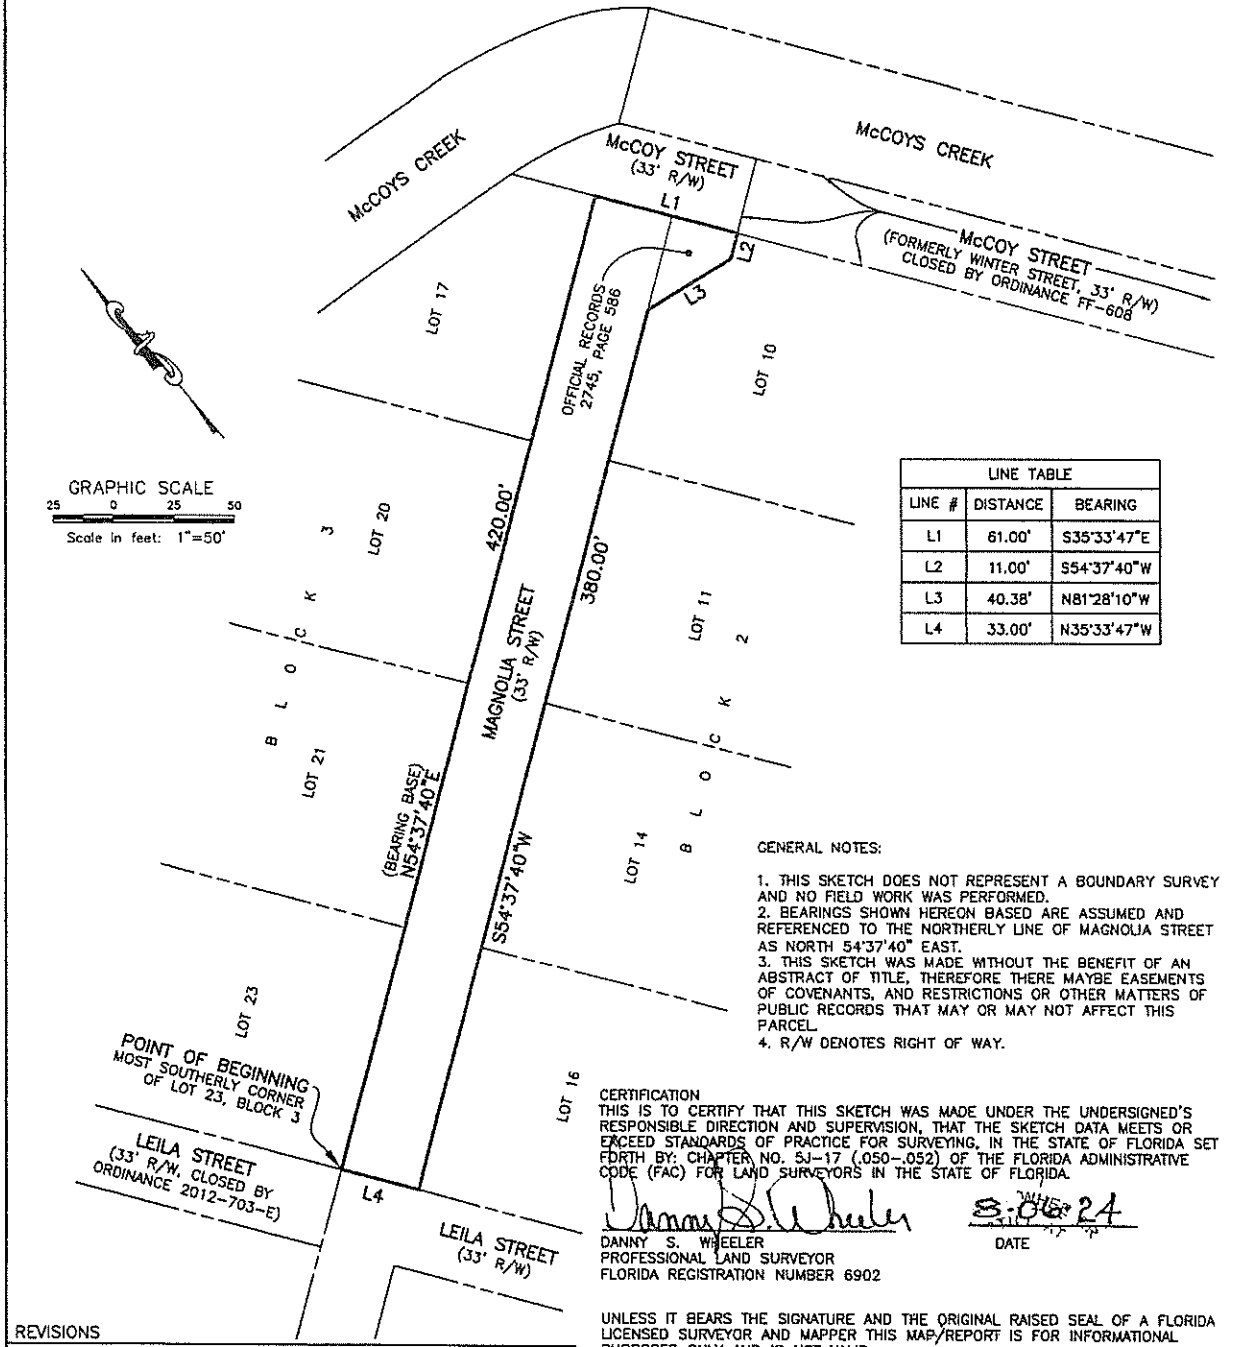 McCOYS CREEK
McCOYS CREEK
McCOY STREET
(33' R/W)
L1
L2
L3
McCOY STREET
(FORMERLY WINTER STREET, 33' R/W)
CLOSED BY ORDINANCE FF-608
OFFICIAL RECORDS
2745, PAGE 586
LOT 17
LOT 10
GRAPHIC SCALE
25 0 25 50
Scale in feet: 1"=50'
LINE TABLE
LINE # DISTANCE BEARING
L1 61.00' S35°33'47"E
L2 11.00' S54°37'40"W
L3 40.38' N81°28'10"W
L4 33.00' N35°33'47"W
420.00'
380.00'
LOT 20
BLOCK 3
LOT 21
MAGNOLIA STREET
(33' R/W)
LOT 11
BLOCK 2
LOT 14
(BEARING BASE)
N54°37'40"E
S54°37'40"W
LOT 23
LOT 16
POINT OF BEGINNING
MOST SOUTHERLY CORNER
OF LOT 23, BLOCK 3
LEILA STREET
(33' R/W, CLOSED BY
ORDINANCE 2012-703-E)
L4
LEILA STREET
(33' R/W)
GENERAL NOTES:
1. THIS SKETCH DOES NOT REPRESENT A BOUNDARY SURVEY
AND NO FIELD WORK WAS PERFORMED.
2. BEARINGS SHOWN HEREON BASED ARE ASSUMED AND
REFERENCED TO THE NORTHERLY LINE OF MAGNOLIA STREET
AS NORTH 54°37'40" EAST.
3. THIS SKETCH WAS MADE WITHOUT THE BENEFIT OF AN
ABSTRACT OF TITLE, THEREFORE THERE MAYBE EASEMENTS
OF COVENANTS, AND RESTRICTIONS OR OTHER MATTERS OF
PUBLIC RECORDS THAT MAY OR MAY NOT AFFECT THIS
PARCEL.
4. R/W DENOTES RIGHT OF WAY.
CERTIFICATION
THIS IS TO CERTIFY THAT THIS SKETCH WAS MADE UNDER THE UNDERSIGNED'S
RESPONSIBLE DIRECTION AND SUPERVISION, THAT THE SKETCH DATA MEETS OR
EXCEED STANDARDS OF PRACTICE FOR SURVEYING, IN THE STATE OF FLORIDA SET
FORTH BY: CHAPTER NO. 5J-17 (.050-.052) OF THE FLORIDA ADMINISTRATIVE
CODE (FAC) FOR LAND SURVEYORS IN THE STATE OF FLORIDA.
Danny S. Wheeler
DANNY S. WHEELER
PROFESSIONAL LAND SURVEYOR
FLORIDA REGISTRATION NUMBER 6902
DATE
UNLESS IT BEARS THE SIGNATURE AND THE ORIGINAL RAISED SEAL OF A FLORIDA
LICENSED SURVEYOR AND MAPPER THIS MAP/REPORT IS FOR INFORMATIONAL
REVISIONS